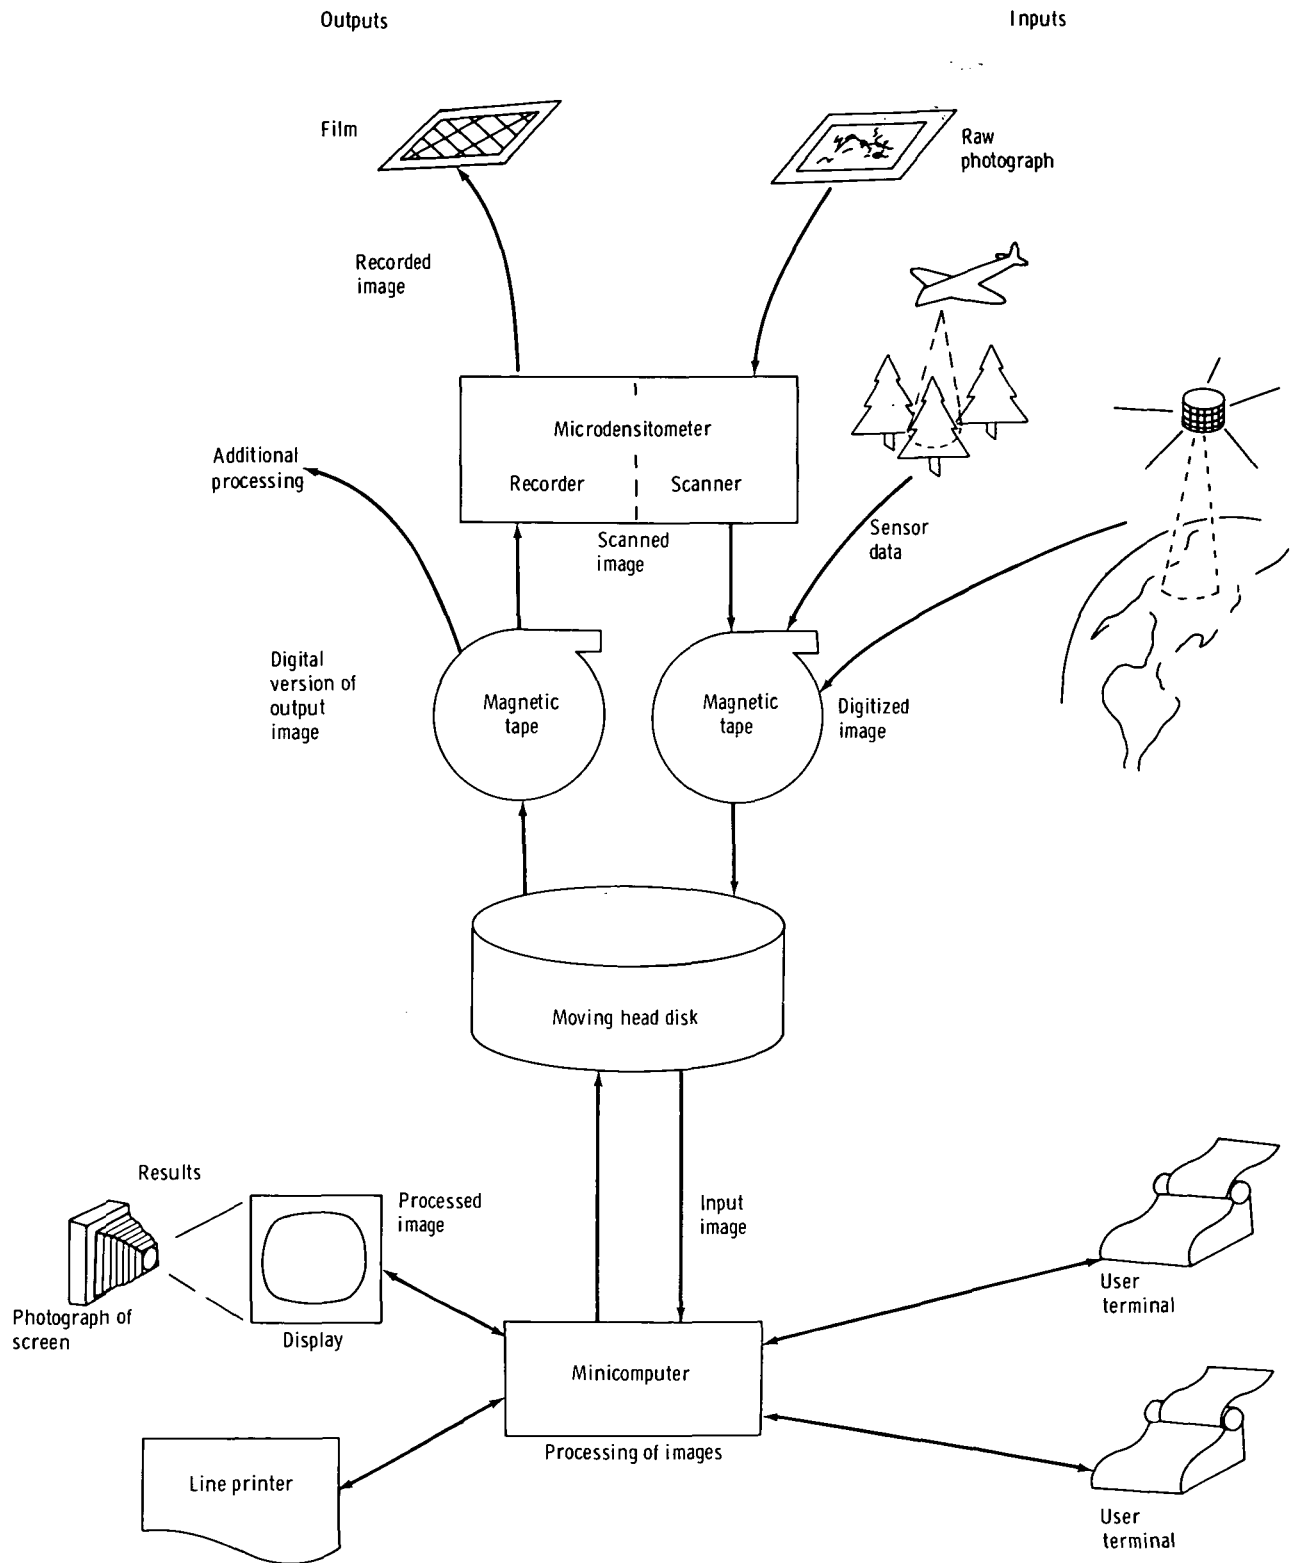 Outputs
Inputs
Film
Raw
photograph
Recorded
image
Microdensitometer
Recorder
Scanner
Additional
processing
Scanned
image
Sensor
data
Digital
version of
output
image
Magnetic
tape
Magnetic
tape
Digitized
image
Moving head disk
Results
Processed
image
Input
image
Photograph of
screen
Display
User
terminal
Minicomputer
Processing of images
Line printer
User
terminal